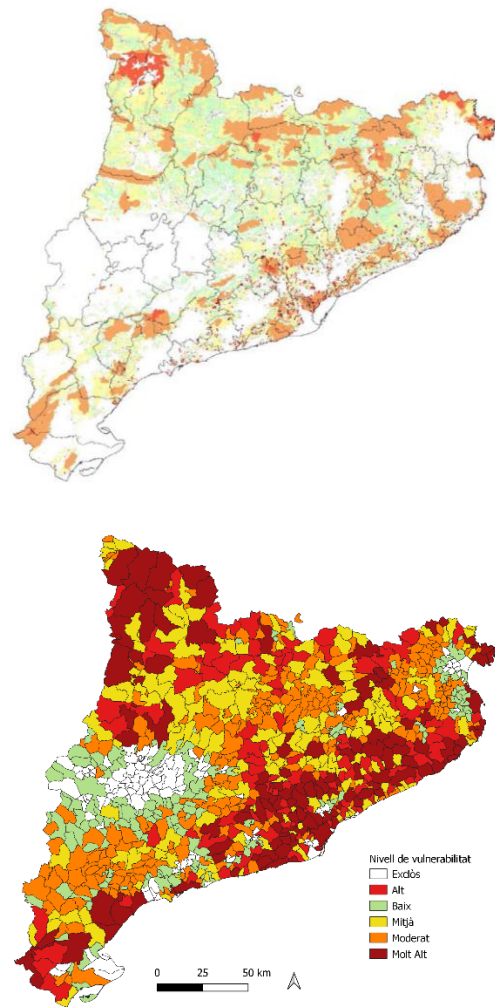 Nivell de vulnerabilitat
Exclòs
Alt
Baix
Mitjà
Moderat
Molt Alt
0 25 50 km